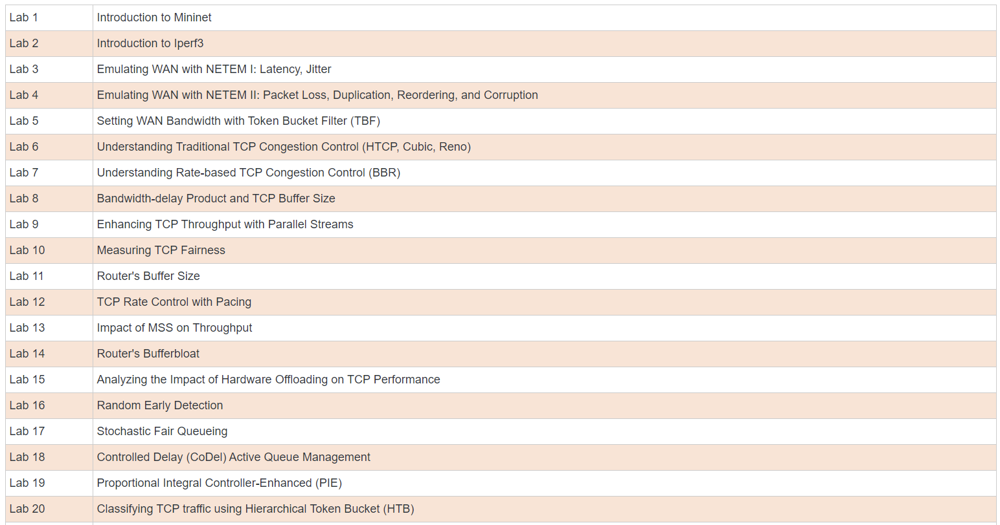 Lab 1 Introduction to Mininet
Lab 2 Introduction to Iperf3
Lab 3 Emulating WAN with NETEM I: Latency, Jitter
Lab 4 Emulating WAN with NETEM II: Packet Loss, Duplication, Reordering, and Corruption
Lab 5 Setting WAN Bandwidth with Token Bucket Filter (TBF)
Lab 6 Understanding Traditional TCP Congestion Control (HTCP, Cubic, Reno)
Lab 7 Understanding Rate-based TCP Congestion Control (BBR)
Lab 8 Bandwidth-delay Product and TCP Buffer Size
Lab 9 Enhancing TCP Throughput with Parallel Streams
Lab 10 Measuring TCP Fairness
Lab 11 Router's Buffer Size
Lab 12 TCP Rate Control with Pacing
Lab 13 Impact of MSS on Throughput
Lab 14 Router's Bufferbloat
Lab 15 Analyzing the Impact of Hardware Offloading on TCP Performance
Lab 16 Random Early Detection
Lab 17 Stochastic Fair Queueing
Lab 18 Controlled Delay (CoDel) Active Queue Management
Lab 19 Proportional Integral Controller-Enhanced (PIE)
Lab 20 Classifying TCP traffic using Hierarchical Token Bucket (HTB)